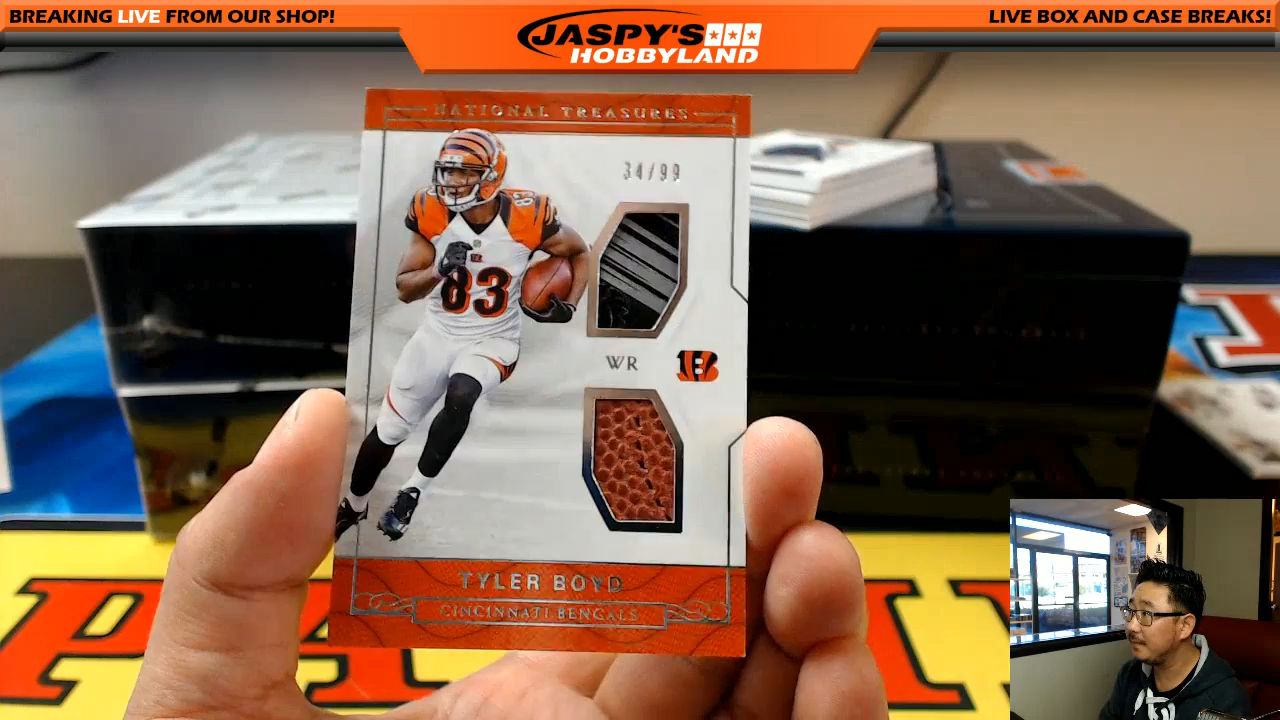 BREAKING LIVE FROM OUR SHOP!
JASPY'S
HOBBYLAND
LIVE BOX AND CASE BREAKS!
NATIONAL TREASURES
34/99
83
83
WR
B
TYLER BOYD
CINCINNATI BENGALS